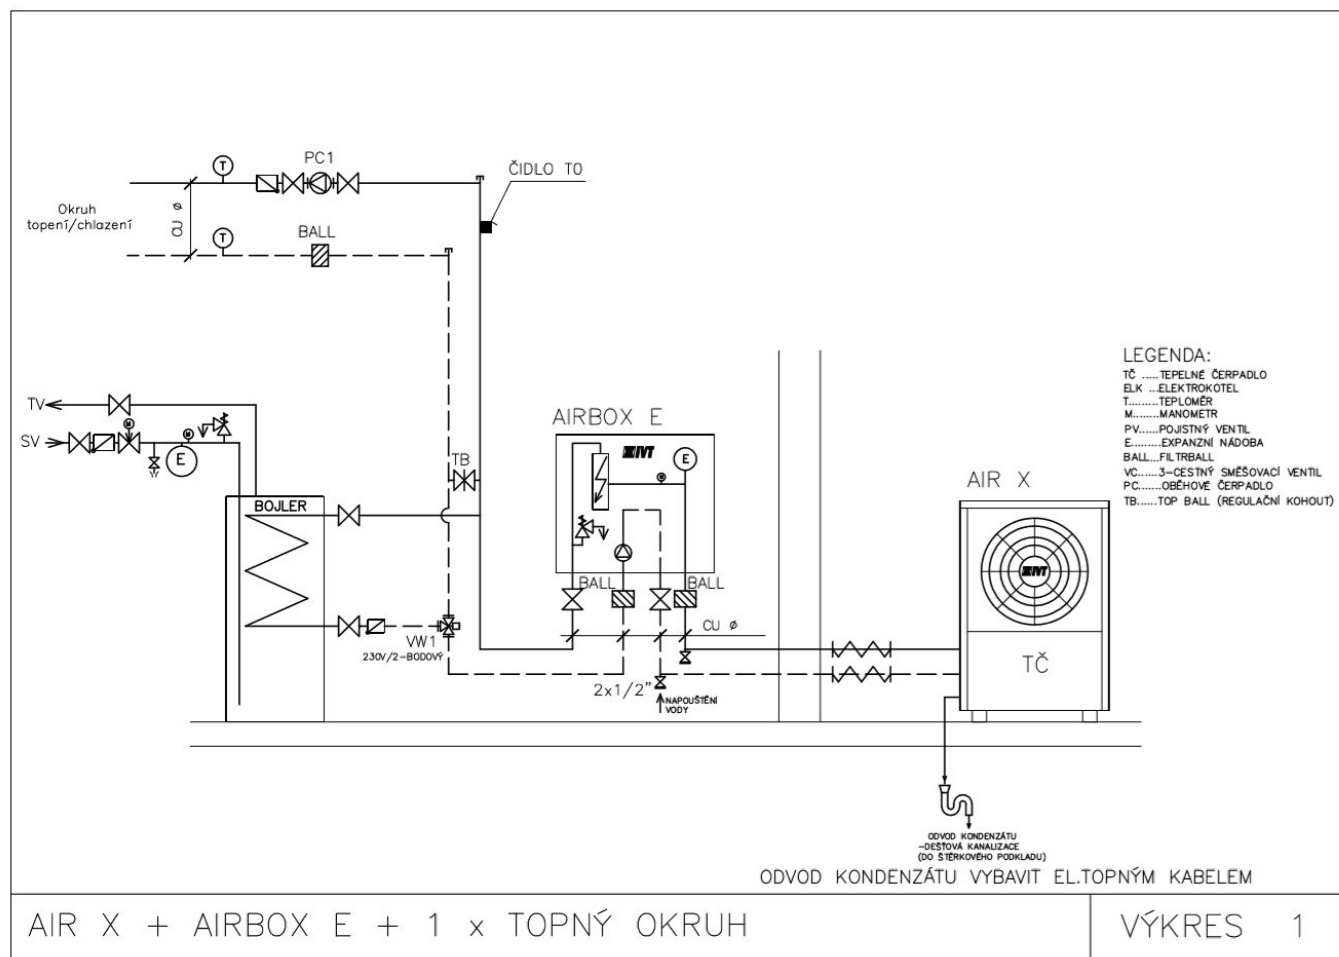 PC1
T
ČIDLO T0
Okruh
topení/chlazení
CU ø
T
BALL
LEGENDA:
TČ .....TEPELNÉ ČERPADLO
ELK ...ELEKTROKOTEL
T.........TEPLOMĚR
M.........MANOMETR
PV......POJISTNÝ VENTIL
E.........EXPANZNÍ NÁDOBA
BALL...FILTRBALL
VC......3-CESTNÝ SMĚŠOVACÍ VENTIL
PC......OBĚHOVÉ ČERPADLO
TB......TOP BALL (REGULAČNÍ KOHOUT)
TV
SV
M
M
E
AIRBOX E
IVT
E
M
TB
BOJLER
AIR X
IVT
TČ
BALL
BALL
CU ø
VW1
230V/2-BODOVÝ
2x1/2"
NAPOUŠTĚNÍ
VODY
ODVOD KONDENZÁTU
-DEŠŤOVÁ KANALIZACE
(DO ŠTĚRKOVÉHO PODKLADU)
ODVOD KONDENZÁTU VYBAVIT EL.TOPNÝM KABELEM
AIR X + AIRBOX E + 1 x TOPNÝ OKRUH
VÝKRES 1